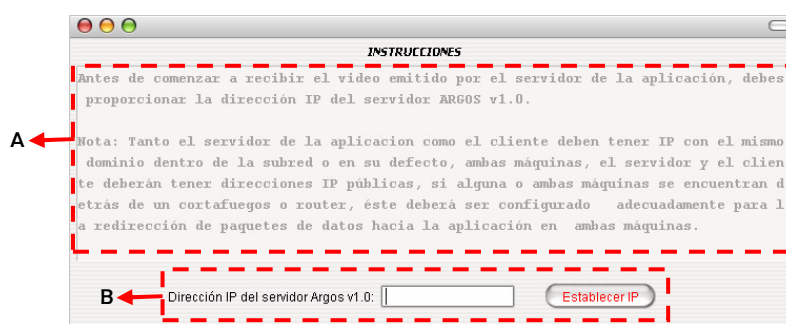 INSTRUCCIONES
Antes de comenzar a recibir el video emitido por el servidor de la aplicación, debes
proporcionar la dirección IP del servidor ARGOS v1.0.
A
Nota: Tanto el servidor de la aplicacion como el cliente deben tener IP con el mismo
dominio dentro de la subred o en su defecto, ambas máquinas, el servidor y el clien
te deberán tener direcciones IP públicas, si alguna o ambas máquinas se encuentran d
etrás de un cortafuegos o router, éste deberá ser configurado adecuadamente para l
a redirección de paquetes de datos hacia la aplicación en ambas máquinas.
B
Dirección IP del servidor Argos v1.0: Establecer IP